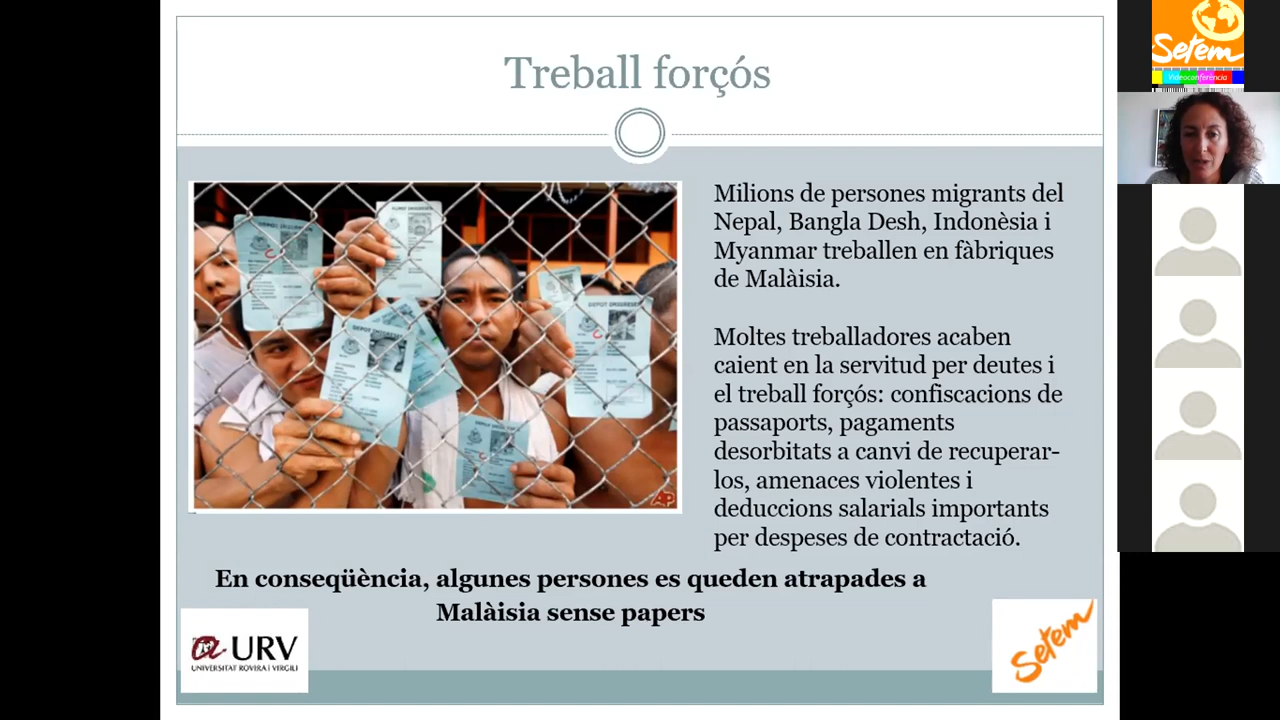 Treball forçós
Milions de persones migrants del
Nepal, Bangla Desh, Indonèsia i
Myanmar treballen en fàbriques
de Malàisia.
Moltes treballadores acaben
caient en la servitud per deutes i
el treball forçós: confiscacions de
passaports, pagaments
desorbitats a canvi de recuperar-
los, amenaces violentes i
deduccions salarials importants
per despeses de contractació.
En conseqüència, algunes persones es queden atrapades a
Malàisia sense papers
URV
UNIVERSITAT ROVIRA i VIRGILI
Setem
AP
Setem
Videoconferència